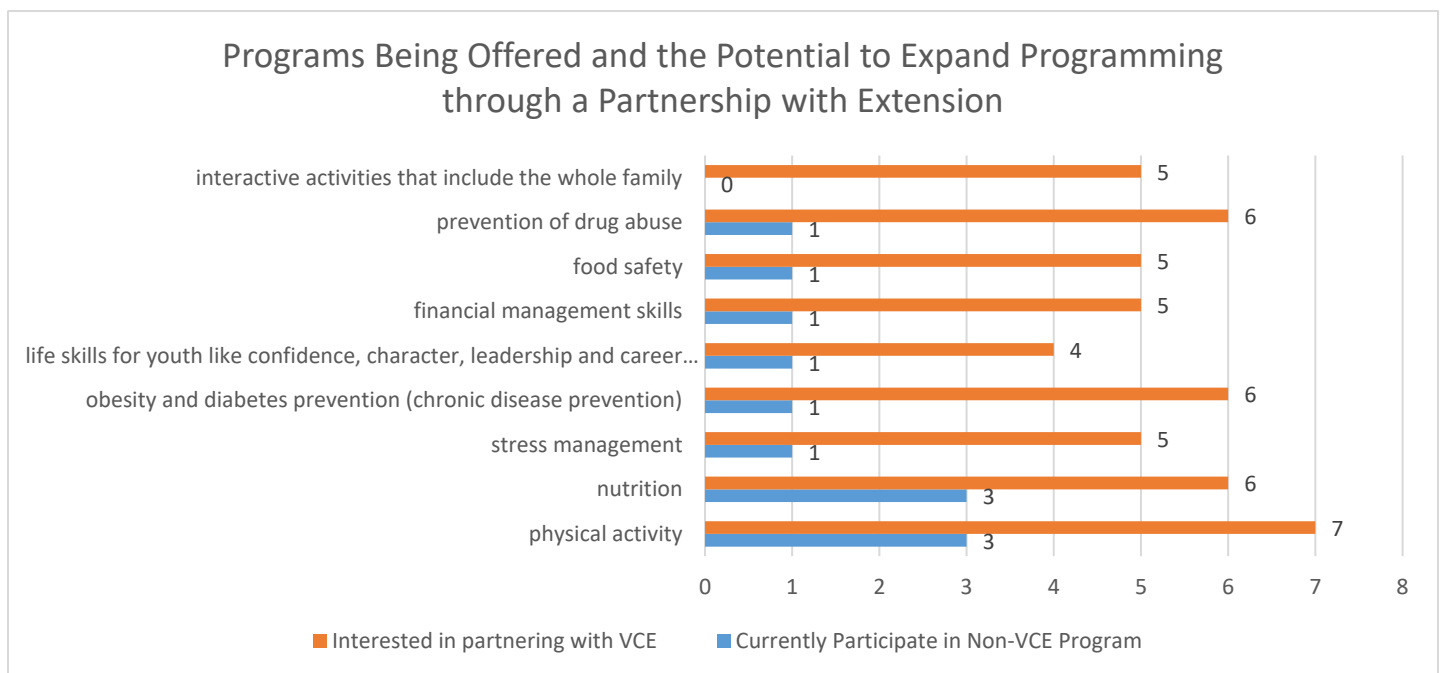 Programs Being Offered and the Potential to Expand Programming
through a Partnership with Extension
interactive activities that include the whole family
5
0
prevention of drug abuse
6
1
food safety
5
1
financial management skills
5
1
life skills for youth like confidence, character, leadership and career...
4
1
obesity and diabetes prevention (chronic disease prevention)
6
1
stress management
5
1
nutrition
6
3
physical activity
7
3
0 1 2 3 4 5 6 7 8
Interested in partnering with VCE Currently Participate in Non-VCE Program